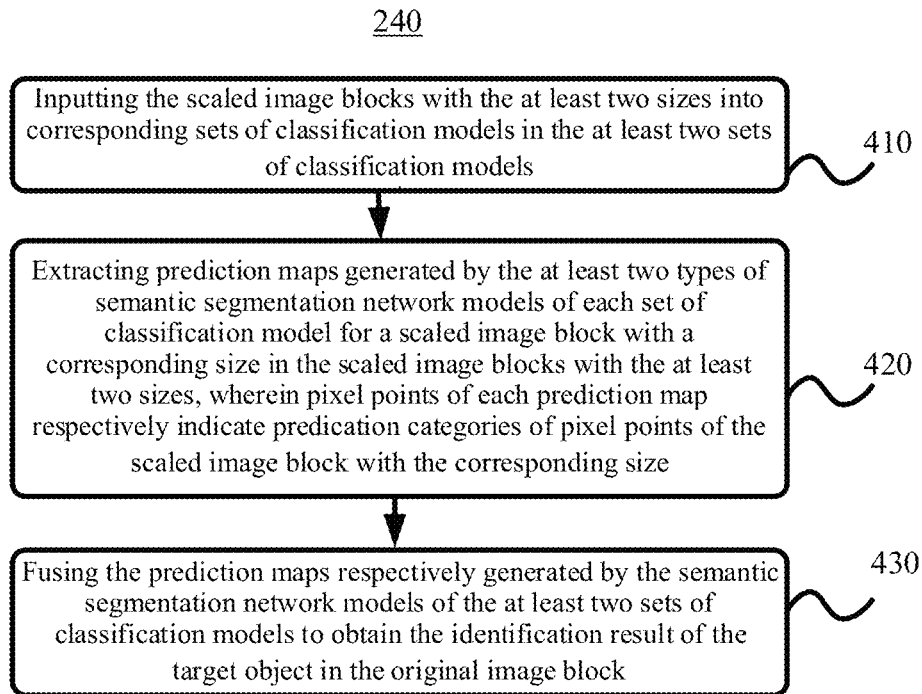 240
Inputting the scaled image blocks with the at least two sizes into
corresponding sets of classification models in the at least two sets
of classification models
410
Extracting prediction maps generated by the at least two types of
semantic segmentation network models of each set of
classification model for a scaled image block with a
corresponding size in the scaled image blocks with the at least
two sizes, wherein pixel points of each prediction map
respectively indicate predication categories of pixel points of the
scaled image block with the corresponding size
420
Fusing the prediction maps respectively generated by the semantic
segmentation network models of the at least two sets of
classification models to obtain the identification result of the
target object in the original image block
430